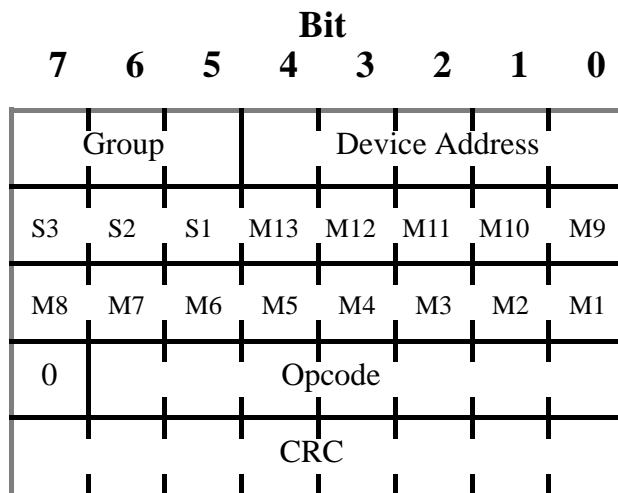 Bit
7 6 5 4 3 2 1 0
Group Device Address
S3 S2 S1 M13 M12 M11 M10 M9
M8 M7 M6 M5 M4 M3 M2 M1
0 Opcode
CRC